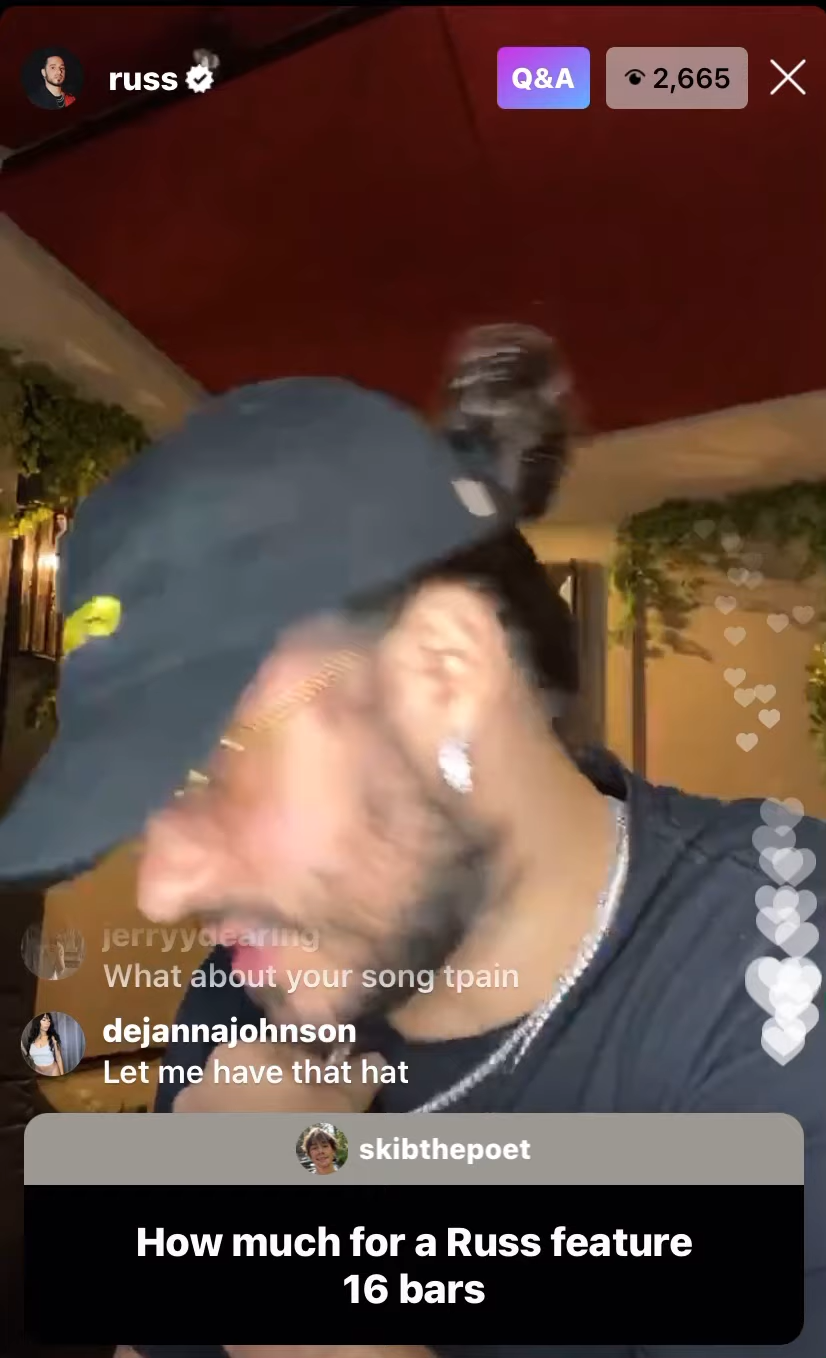 russ
Q&A
2,665
jerryydearing
What about your song tpain
dejannajohnson
Let me have that hat
skibthepoet
How much for a Russ feature
16 bars